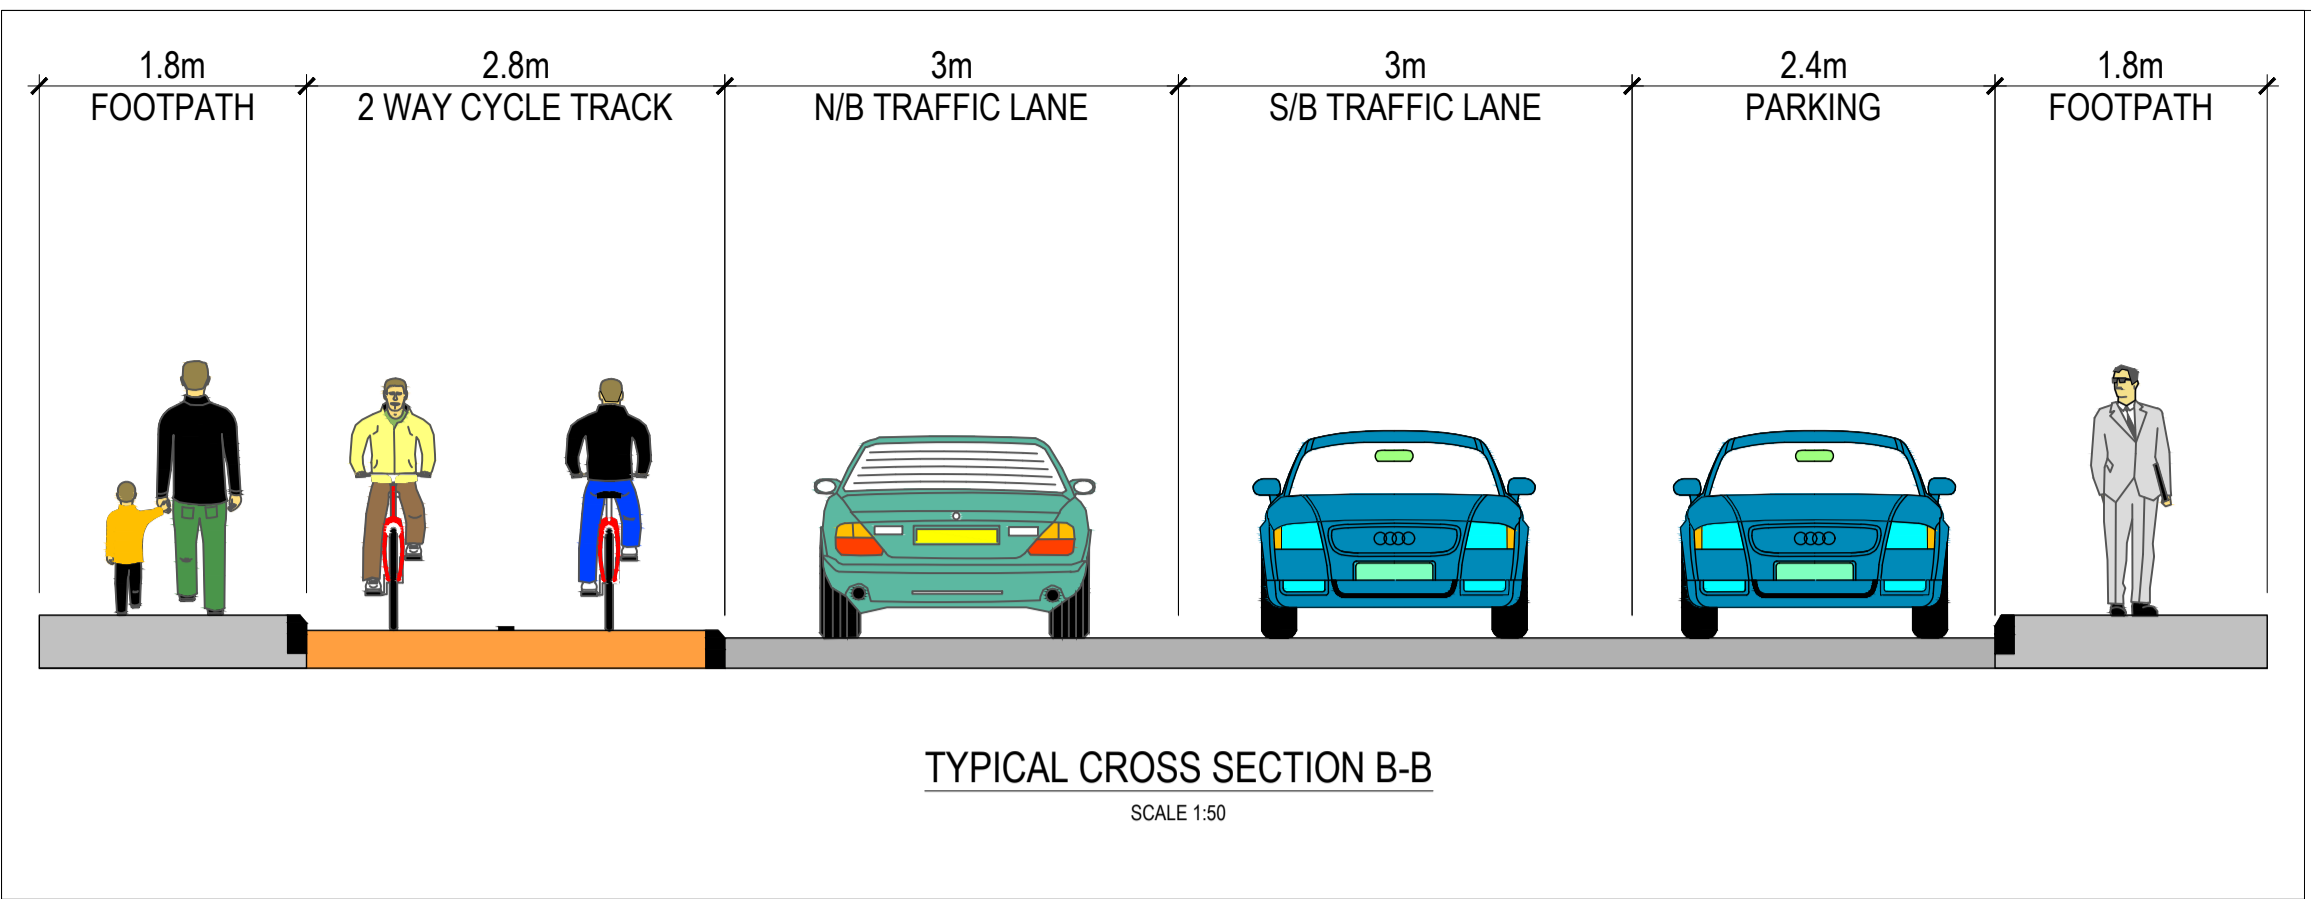 1.8m
FOOTPATH
2.8m
2 WAY CYCLE TRACK
3m
N/B TRAFFIC LANE
3m
S/B TRAFFIC LANE
2.4m
PARKING
1.8m
FOOTPATH
TYPICAL CROSS SECTION B-B
SCALE 1:50